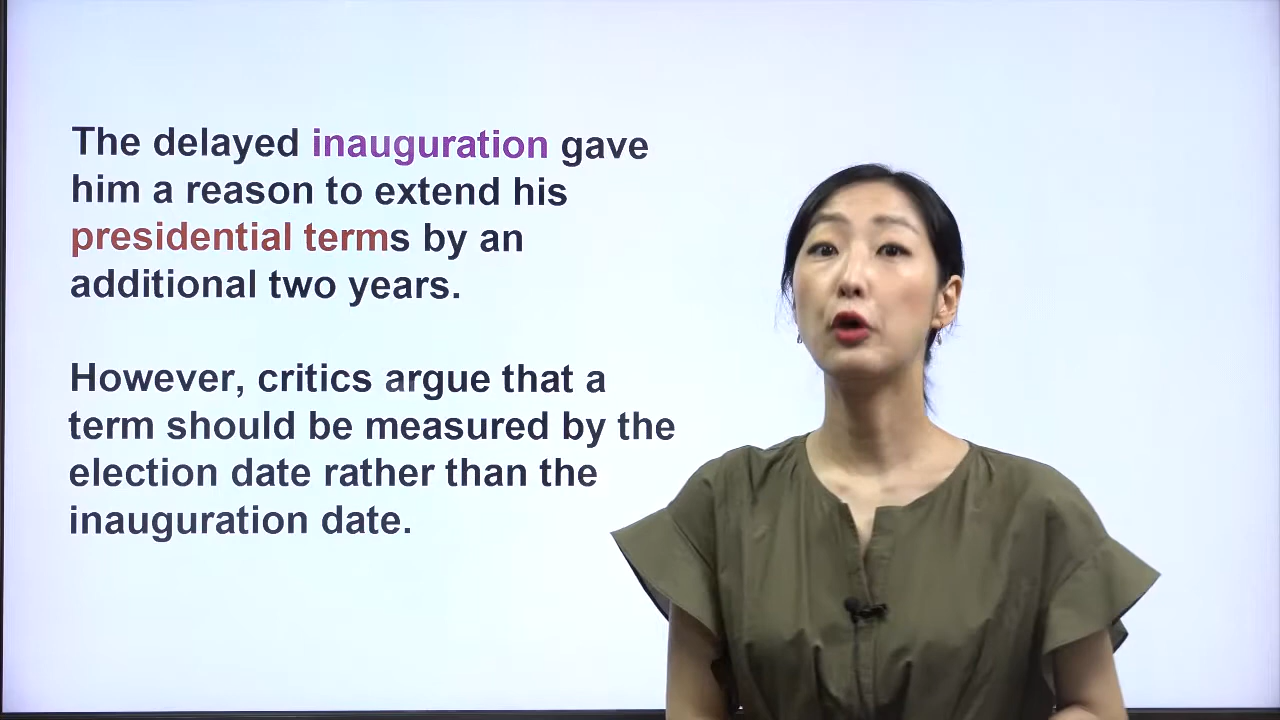 The delayed inauguration gave
him a reason to extend his
presidential terms by an
additional two years.
However, critics argue that a
term should be measured by the
election date rather than the
inauguration date.